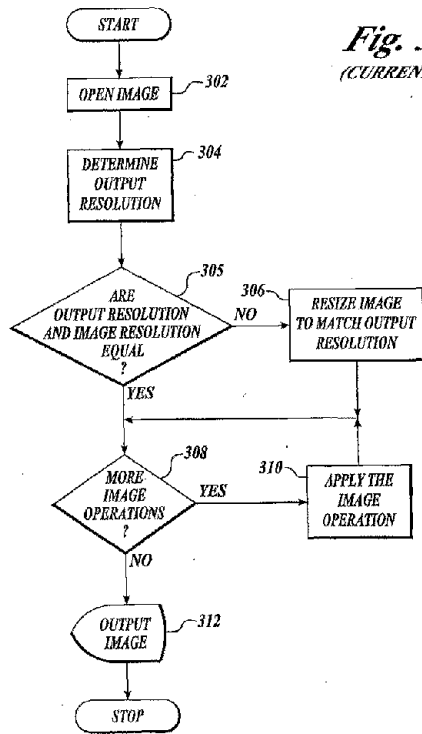 START
Fig.
(CURREN
OPEN IMAGE
302
DETERMINE
OUTPUT
RESOLUTION
304
ARE
OUTPUT RESOLUTION
AND IMAGE RESOLUTION
EQUAL
?
305
NO
YES
306
RESIZE IMAGE
TO MATCH OUTPUT
RESOLUTION
MORE
IMAGE
OPERATIONS
?
308
YES
NO
310
APPLY THE
IMAGE
OPERATION
OUTPUT
IMAGE
312
STOP